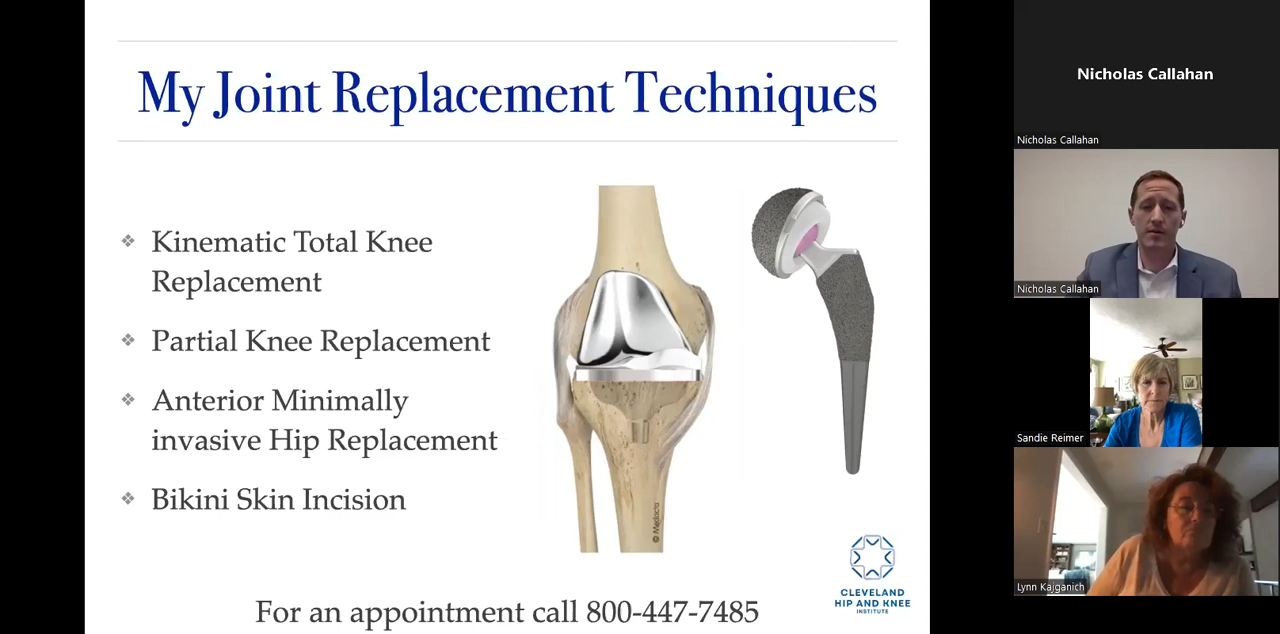 My Joint Replacement Techniques
Kinematic Total Knee
Replacement
Partial Knee Replacement
Anterior Minimally
invasive Hip Replacement
Bikini Skin Incision
© Medacta
CLEVELAND
HIP AND KNEE
INSTITUTE
For an appointment call 800-447-7485
Nicholas Callahan
Nicholas Callahan
Nicholas Callahan
Sandie Reimer
Lynn Kajganich